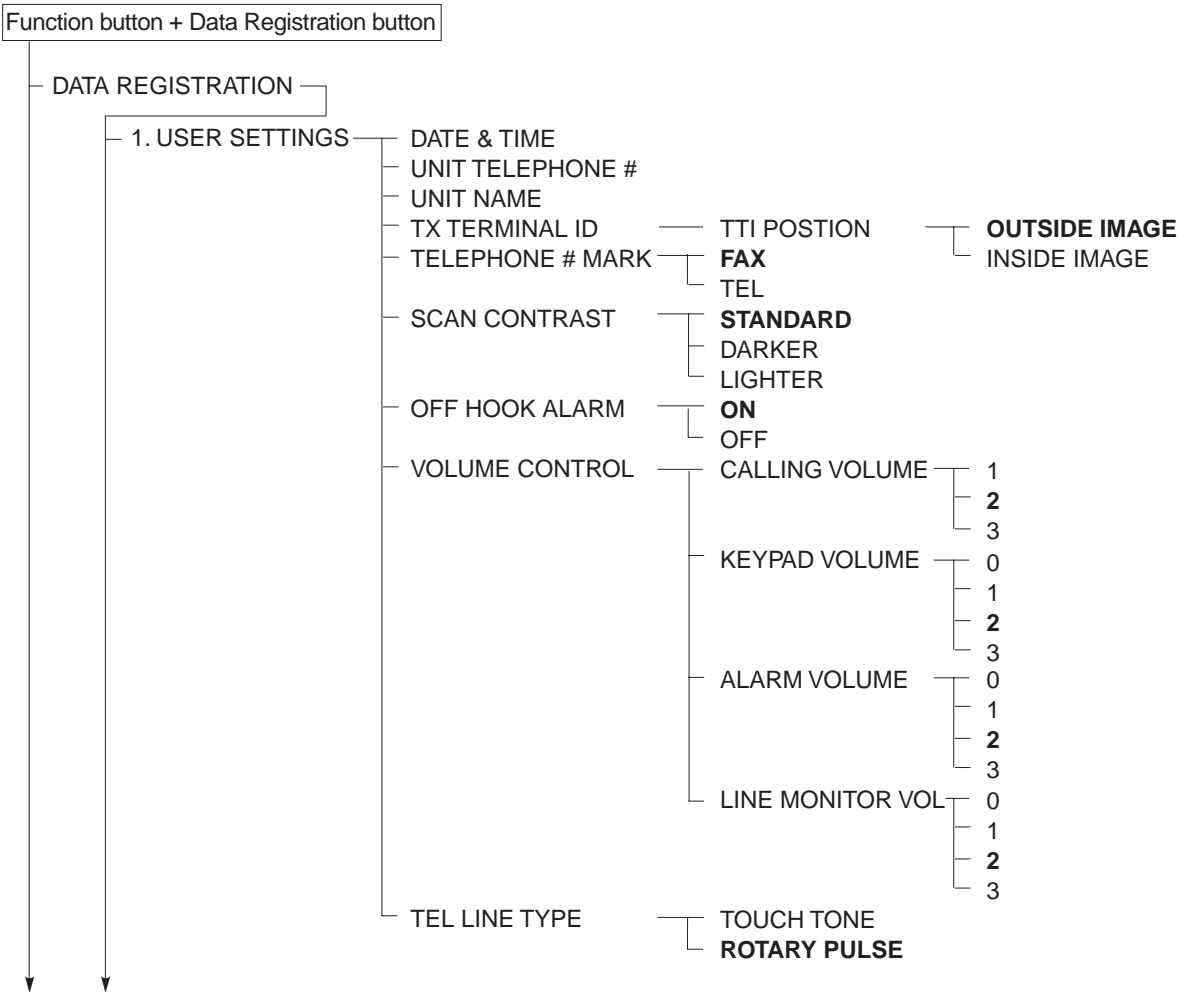 Function button + Data Registration button
DATA REGISTRATION
1. USER SETTINGS DATE & TIME
UNIT TELEPHONE #
UNIT NAME
TX TERMINAL ID TTI POSTION OUTSIDE IMAGE
TELEPHONE # MARK FAX INSIDE IMAGE
TEL
SCAN CONTRAST STANDARD
DARKER
LIGHTER
OFF HOOK ALARM ON
OFF
VOLUME CONTROL CALLING VOLUME 1
2
3
KEYPAD VOLUME 0
1
2
3
ALARM VOLUME 0
1
2
3
LINE MONITOR VOL 0
1
2
3
TEL LINE TYPE TOUCH TONE
ROTARY PULSE